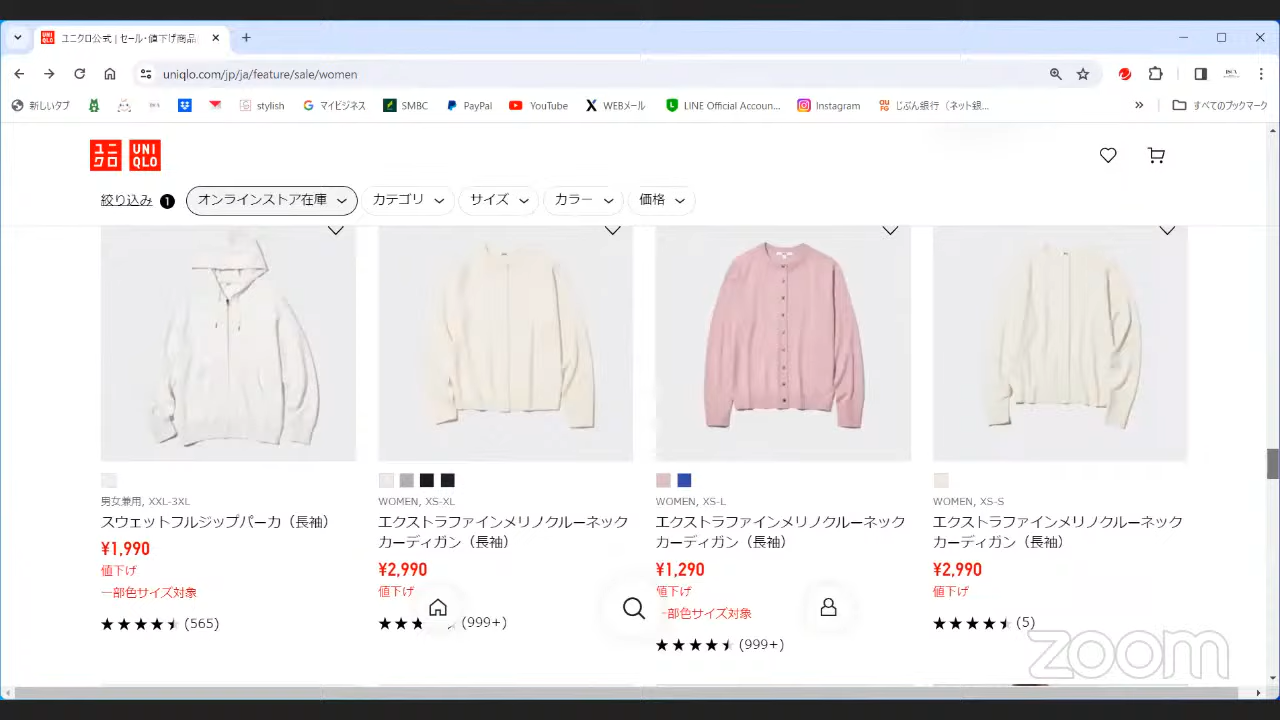 ユニクロ公式 | セール・値下げ商品
uniqlo.com/jp/ja/feature/sale/women
新しいタブ
stylish
マイビジネス
SMBC
PayPal
YouTube
WEBメール
LINE Official Accoun...
Instagram
じぶん銀行（ネット銀...
すべてのブックマーク
ユニクロ UNIQLO
絞り込み 1 オンラインストア在庫 カテゴリ サイズ カラー 価格
男女兼用, XXL-3XL
スウェットフルジップパーカ（長袖）
¥1,990
値下げ
一部色サイズ対象
(565)
WOMEN, XS-XL
エクストラファインメリノクルーネック
カーディガン（長袖）
¥2,990
値下げ
(999+)
WOMEN, XS-L
エクストラファインメリノクルーネック
カーディガン（長袖）
¥1,290
値下げ
一部色サイズ対象
(999+)
WOMEN, XS-S
エクストラファインメリノクルーネック
カーディガン（長袖）
¥2,990
値下げ
(5)
zoom